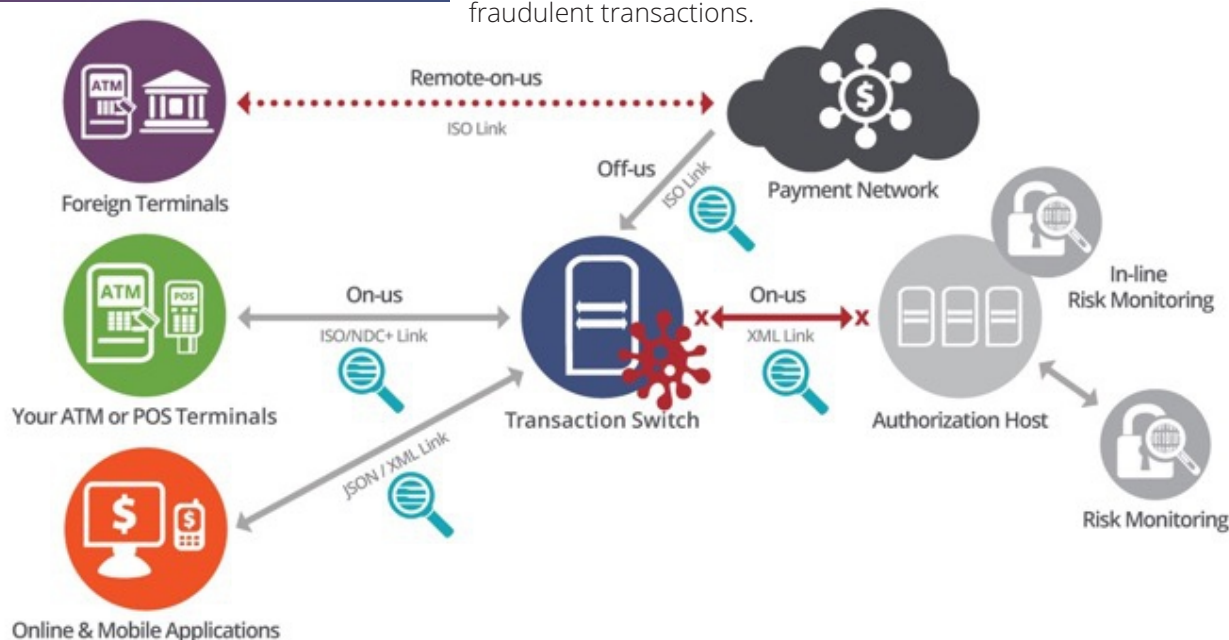 fraudulent transactions.
ATM
Remote-on-us
ISO Link
$
Foreign Terminals
Off-us
ISO Link
Payment Network
ATM
POS
On-us
ISO/NDC+ Link
On-us
x x
XML Link
In-line
Risk Monitoring
Your ATM or POS Terminals
Transaction Switch
Authorization Host
JSON / XML Link
$
$
Risk Monitoring
Online & Mobile Applications